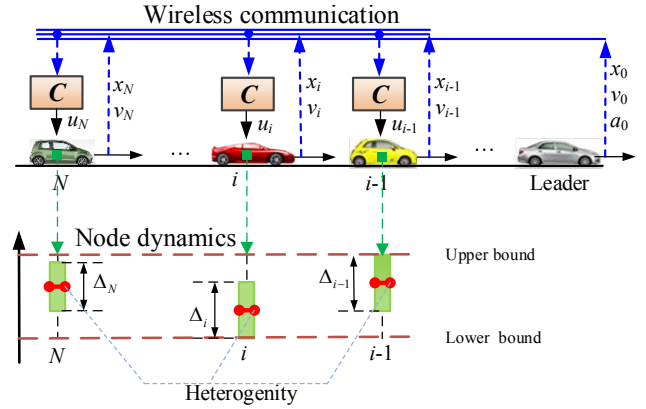 Wireless communication
C C C
x_N x_i x_{i-1} x_0
v_N v_i v_{i-1} v_0
a_0
u_N u_i u_{i-1}
... ...
N i i-1 Leader
Node dynamics
Upper bound
Δ_N Δ_i Δ_{i-1}
Lower bound
N i i-1
Heterogenity